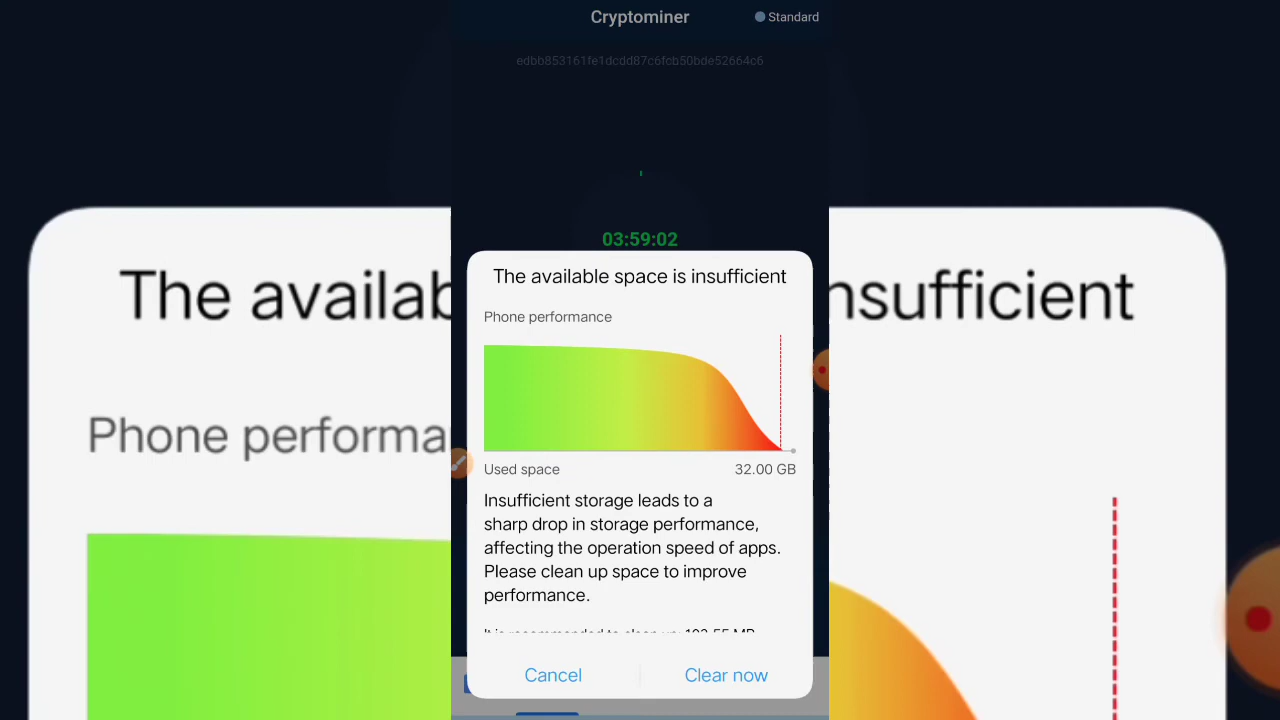 Cryptominer
Standard
edbb853161fe1dcdd87c6fcb50bde52664c6
03:59:02
The available space is insufficient
Phone performance
Used space
32.00 GB
Insufficient storage leads to a
sharp drop in storage performance,
affecting the operation speed of apps.
Please clean up space to improve
performance.
Cancel
Clear now
The availab
nsufficient
Phone performa